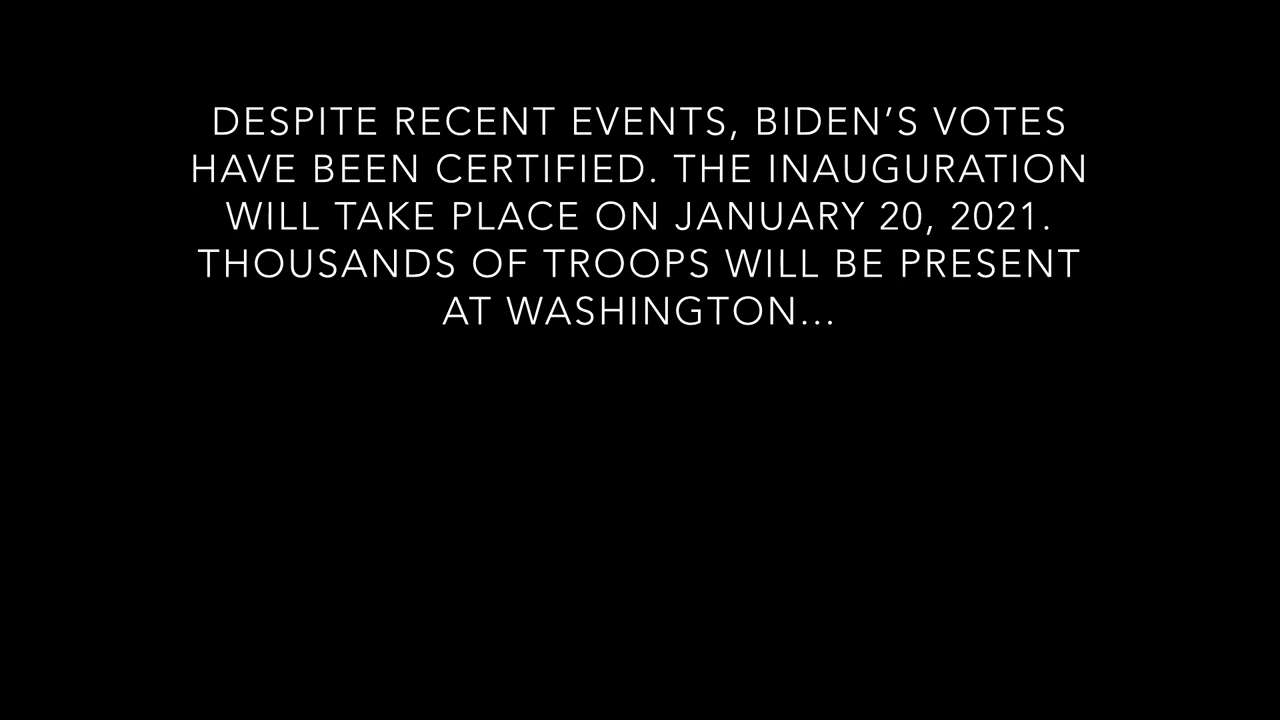 DESPITE RECENT EVENTS, BIDEN’S VOTES
HAVE BEEN CERTIFIED. THE INAUGURATION
WILL TAKE PLACE ON JANUARY 20, 2021.
THOUSANDS OF TROOPS WILL BE PRESENT
AT WASHINGTON...